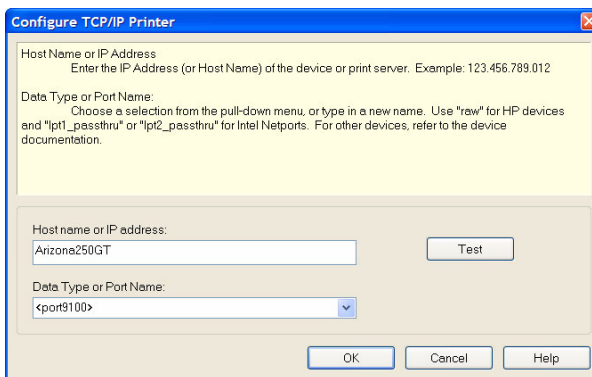 Configure TCP/IP Printer
Host Name or IP Address
Enter the IP Address (or Host Name) of the device or print server. Example: 123.456.789.012
Data Type or Port Name:
Choose a selection from the pull-down menu, or type in a new name. Use "raw" for HP devices
and "lpt1_passthru" or "lpt2_passthru" for Intel Netports. For other devices, refer to the device
documentation.
Host name or IP address:
Arizona250GT
Test
Data Type or Port Name:
<port9100>
OK
Cancel
Help